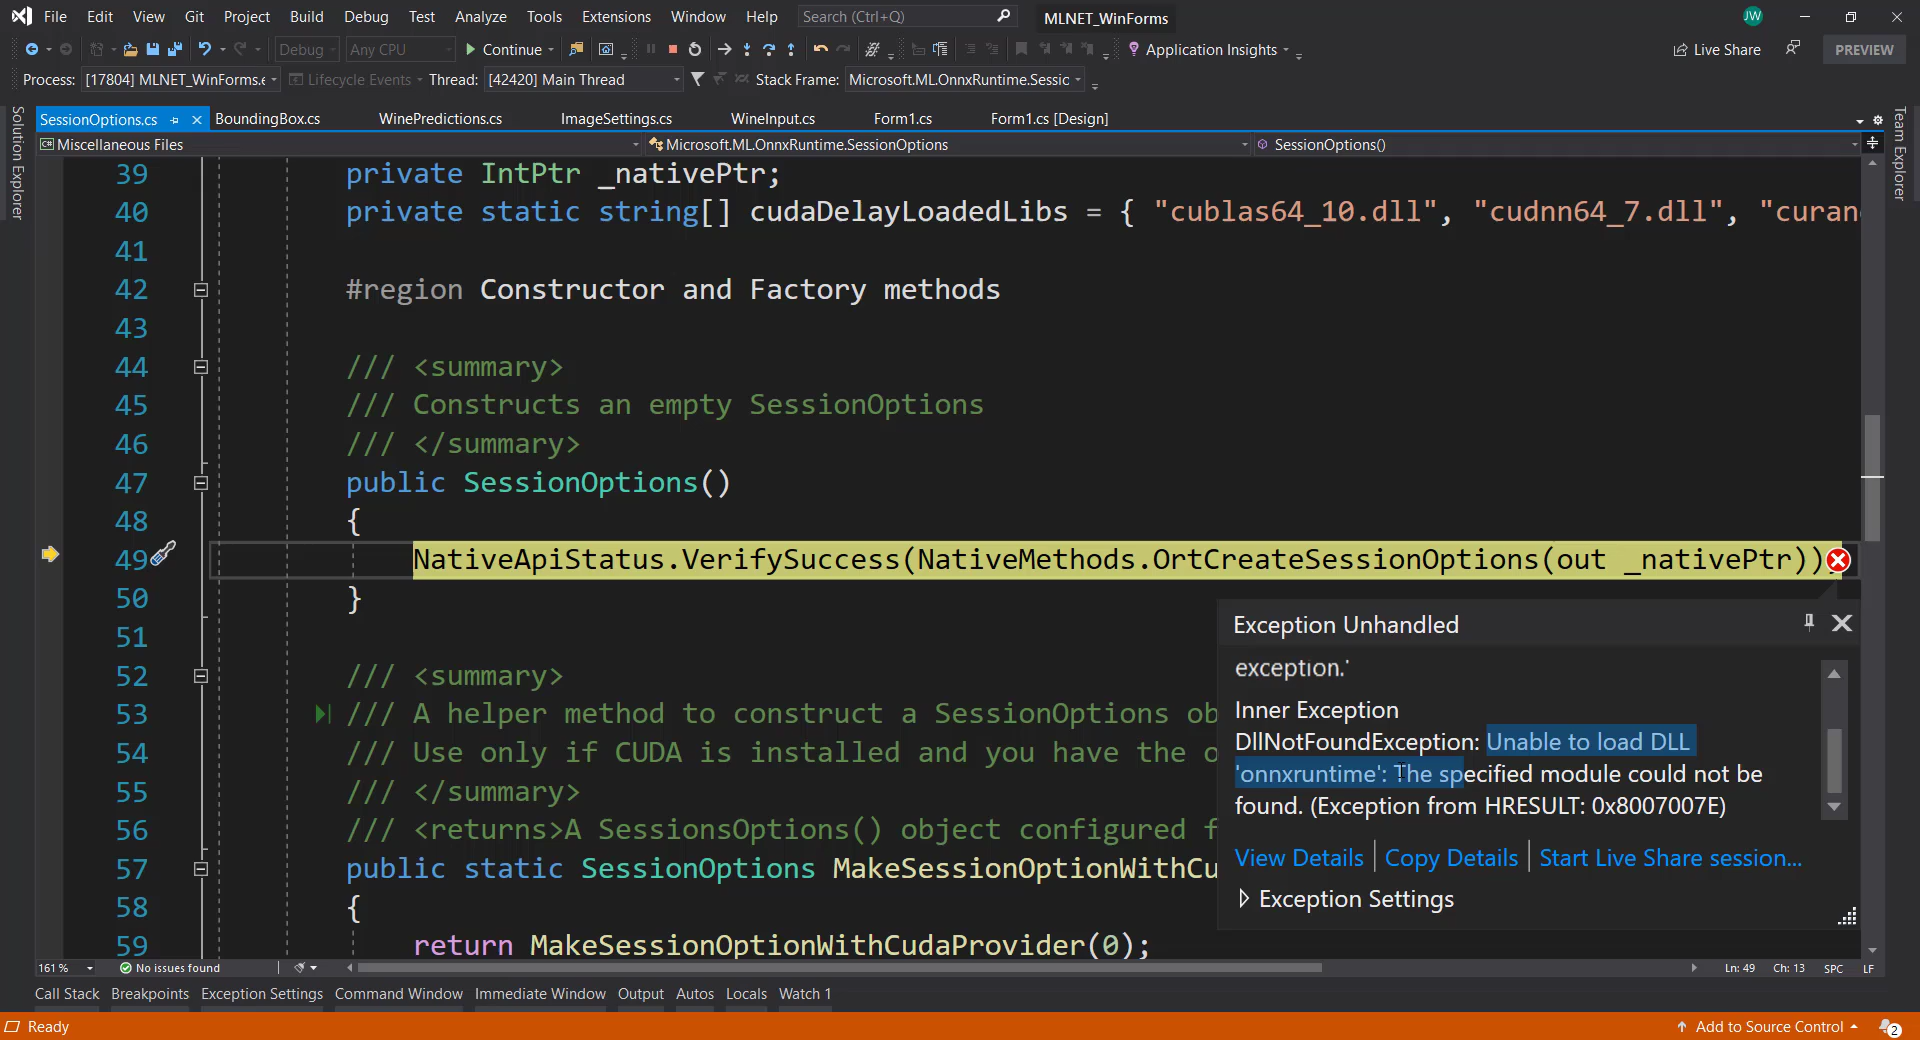 File Edit View Git Project Build Debug Test Analyze Tools Extensions Window Help Search (Ctrl+Q) MLNET_WinForms JW
Debug Any CPU Continue Application Insights Live Share PREVIEW
Process: [17804] MLNET_WinForms.e Lifecycle Events Thread: [42420] Main Thread Stack Frame: Microsoft.ML.OnnxRuntime.Sessic
Solution Explorer
Team Explorer
SessionOptions.cs BoundingBox.cs WinePredictions.cs ImageSettings.cs WineInput.cs Form1.cs Form1.cs [Design]
Miscellaneous Files Microsoft.ML.OnnxRuntime.SessionOptions SessionOptions()
39 private IntPtr _nativePtr;
40 private static string[] cudaDelayLoadedLibs = { "cublas64_10.dll", "cudnn64_7.dll", "curan
41
42 #region Constructor and Factory methods
43
44 /// <summary>
45 /// Constructs an empty SessionOptions
46 /// </summary>
47 public SessionOptions()
48 {
49 NativeApiStatus.VerifySuccess(NativeMethods.OrtCreateSessionOptions(out _nativePtr));
50 }
51
52 /// <summary>
53 /// A helper method to construct a SessionOptions ob
54 /// Use only if CUDA is installed and you have the o
55 /// </summary>
56 /// <returns>A SessionsOptions() object configured f
57 public static SessionOptions MakeSessionOptionWithCu
58 {
59 return MakeSessionOptionWithCudaProvider(0);
Exception Unhandled
exception.'
Inner Exception
DllNotFoundException: Unable to load DLL
'onnxruntime': The specified module could not be
found. (Exception from HRESULT: 0x8007007E)
View Details Copy Details Start Live Share session...
Exception Settings
161 % No issues found Ln: 49 Ch: 13 SPC LF
Call Stack Breakpoints Exception Settings Command Window Immediate Window Output Autos Locals Watch 1
Ready Add to Source Control 2